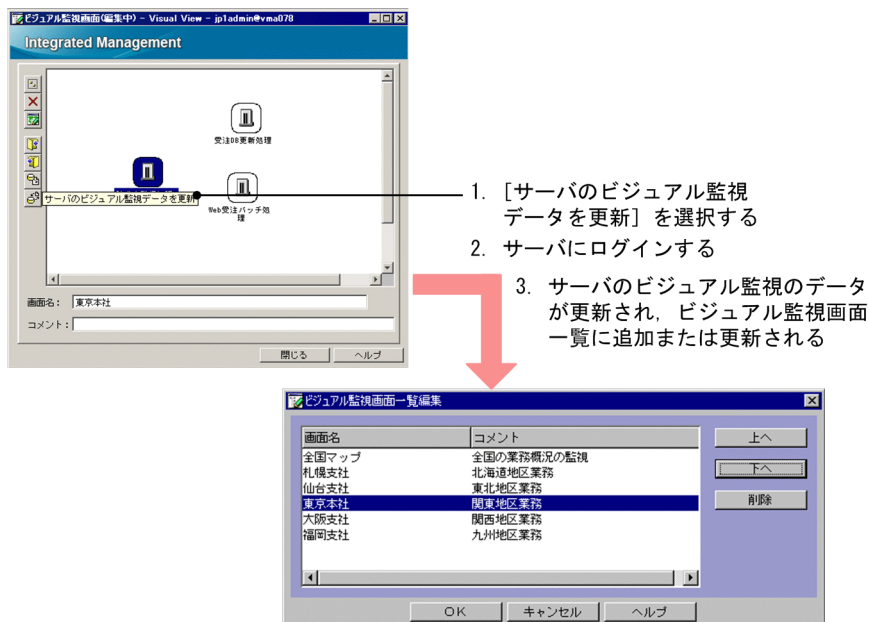 ビジュアル監視画面(編集中) - Visual View - jp1admin@vma078
Integrated Management
受注DB更新処理
サーバのビジュアル監視データを更新
Web受注バッチ処
理
画面名： 東京本社
コメント：
閉じる ヘルプ
1. [サーバのビジュアル監視
データを更新] を選択する
2. サーバにログインする
3. サーバのビジュアル監視のデータ
が更新され，ビジュアル監視画面
一覧に追加または更新される
ビジュアル監視画面一覧編集
画面名 コメント
全国マップ 全国の業務概況の監視
札幌支社 北海道地区業務
仙台支社 東北地区業務
東京本社 関東地区業務
大阪支社 関西地区業務
福岡支社 九州地区業務
上へ
下へ
削除
OK キャンセル ヘルプ